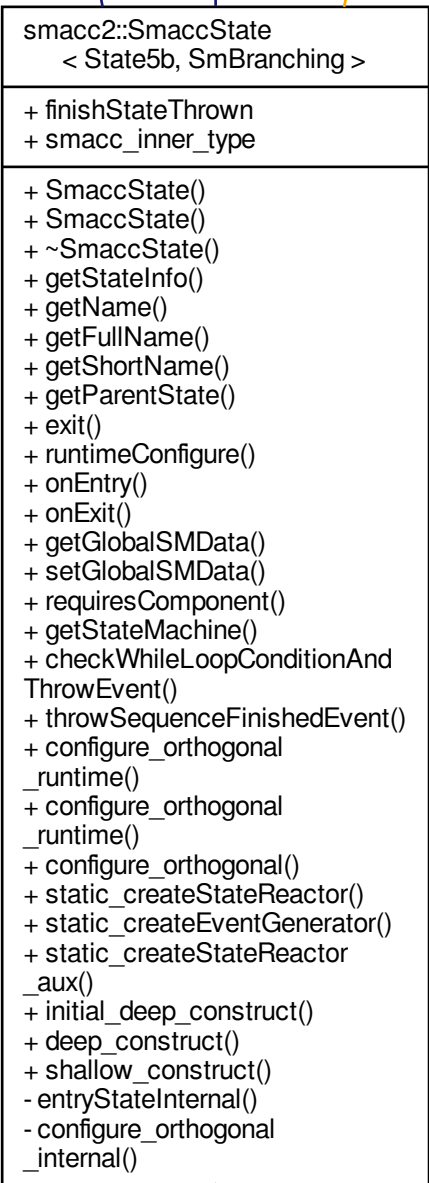 smacc2::SmaccState
< State5b, SmBranching >
+ finishStateThrown
+ smacc_inner_type
+ SmaccState()
+ SmaccState()
+ ~SmaccState()
+ getStateInfo()
+ getName()
+ getFullName()
+ getShortName()
+ getParentState()
+ exit()
+ runtimeConfigure()
+ onEntry()
+ onExit()
+ getGlobalSMData()
+ setGlobalSMData()
+ requiresComponent()
+ getStateMachine()
+ checkWhileLoopConditionAnd
ThrowEvent()
+ throwSequenceFinishedEvent()
+ configure_orthogonal
_runtime()
+ configure_orthogonal
_runtime()
+ configure_orthogonal()
+ static_createStateReactor()
+ static_createEventGenerator()
+ static_createStateReactor
_aux()
+ initial_deep_construct()
+ deep_construct()
+ shallow_construct()
- entryStateInternal()
- configure_orthogonal
_internal()